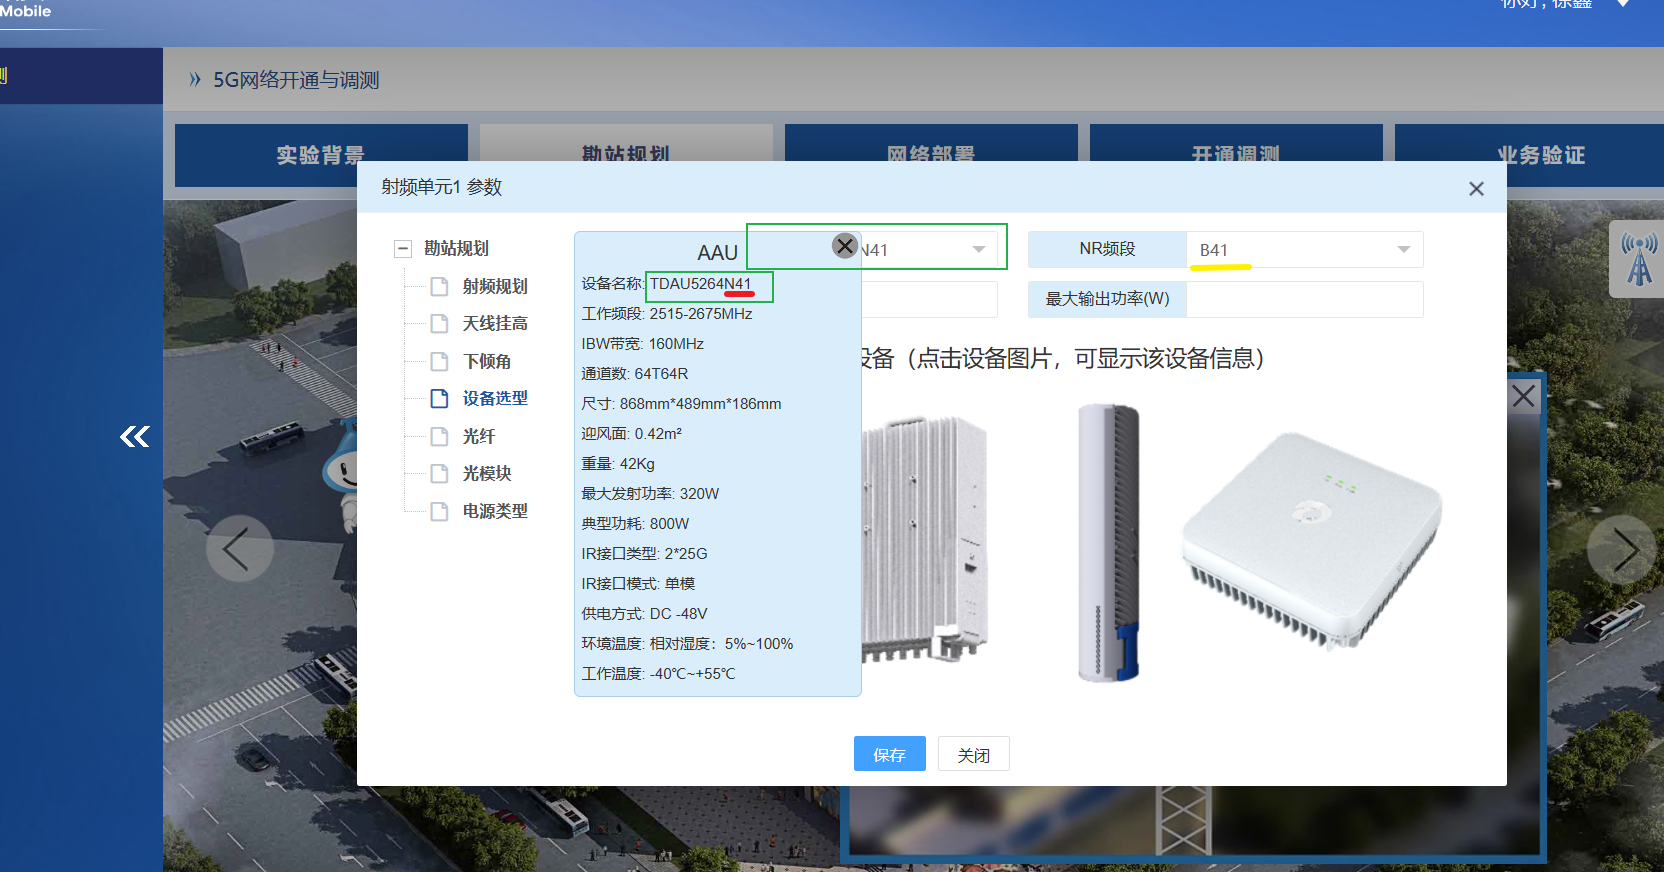 Mobile
你好，徐鑫
测
5G网络开通与调测
实验背景
勘站规划
网络部署
开通调测
业务验证
射频单元1 参数
勘站规划
射频规划
天线挂高
下倾角
设备选型
光纤
光模块
电源类型
AAU
设备名称: TDAU5264N41
工作频段: 2515-2675MHz
IBW带宽: 160MHz
通道数: 64T64R
尺寸: 868mm*489mm*186mm
迎风面: 0.42m²
重量: 42Kg
最大发射功率: 320W
典型功耗: 800W
IR接口类型: 2*25G
IR接口模式: 单模
供电方式: DC -48V
环境温度: 相对湿度：5%~100%
工作温度: -40℃~+55℃
N41
NR频段
B41
最大输出功率(W)
设备（点击设备图片，可显示该设备信息）
保存
关闭